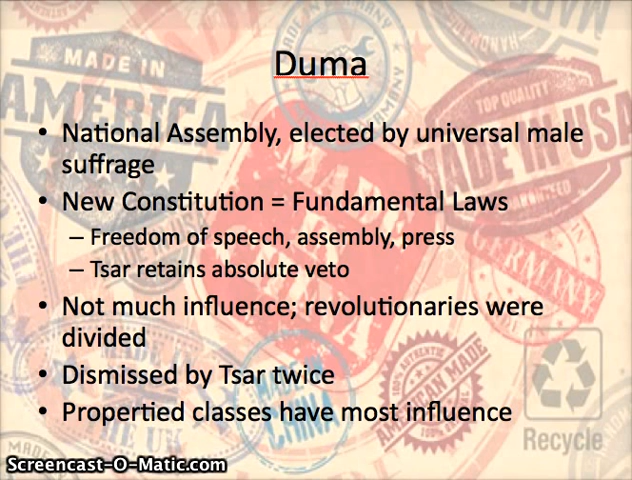 Duma
• National Assembly, elected by universal male
suffrage
• New Constitution = Fundamental Laws
– Freedom of speech, assembly, press
– Tsar retains absolute veto
• Not much influence; revolutionaries were
divided
• Dismissed by Tsar twice
• Propertied classes have most influence
MADE IN
AMERICA
TOP QUALITY
MADE IN USA
GERMANY
MADE IN
CHINA
Recycle
Screencast-O-Matic.com